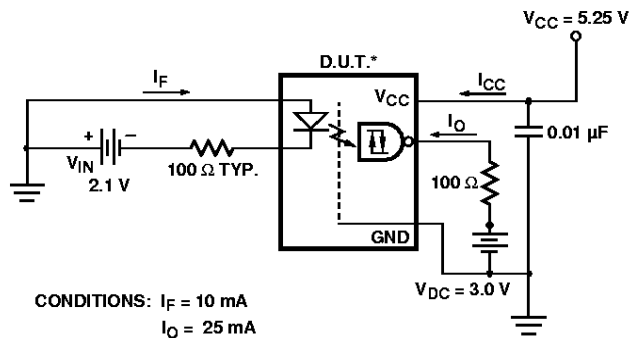 V_CC = 5.25 V
D.U.T.*
I_F
V_CC
I_CC
I_O
0.01 µF
+ –
V_IN
2.1 V
100 Ω TYP.
100 Ω
GND
V_DC = 3.0 V
CONDITIONS: I_F = 10 mA
I_O = 25 mA